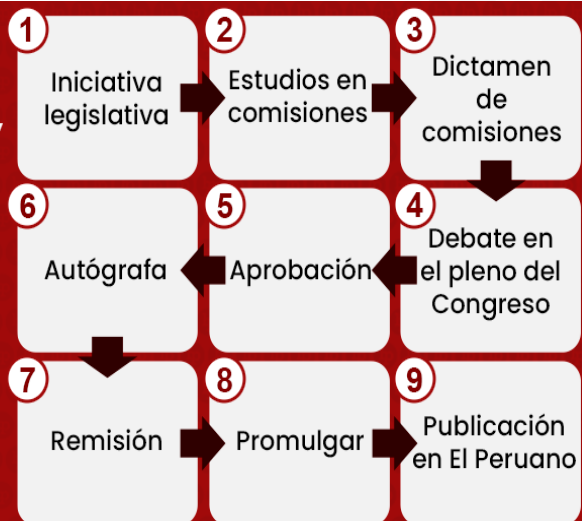 1
Iniciativa
legislativa
2
Estudios en
comisiones
3
Dictamen
de
comisiones
4
Debate en
el pleno del
Congreso
5
Aprobación
6
Autógrafa
7
Remisión
8
Promulgar
9
Publicación
en El Peruano